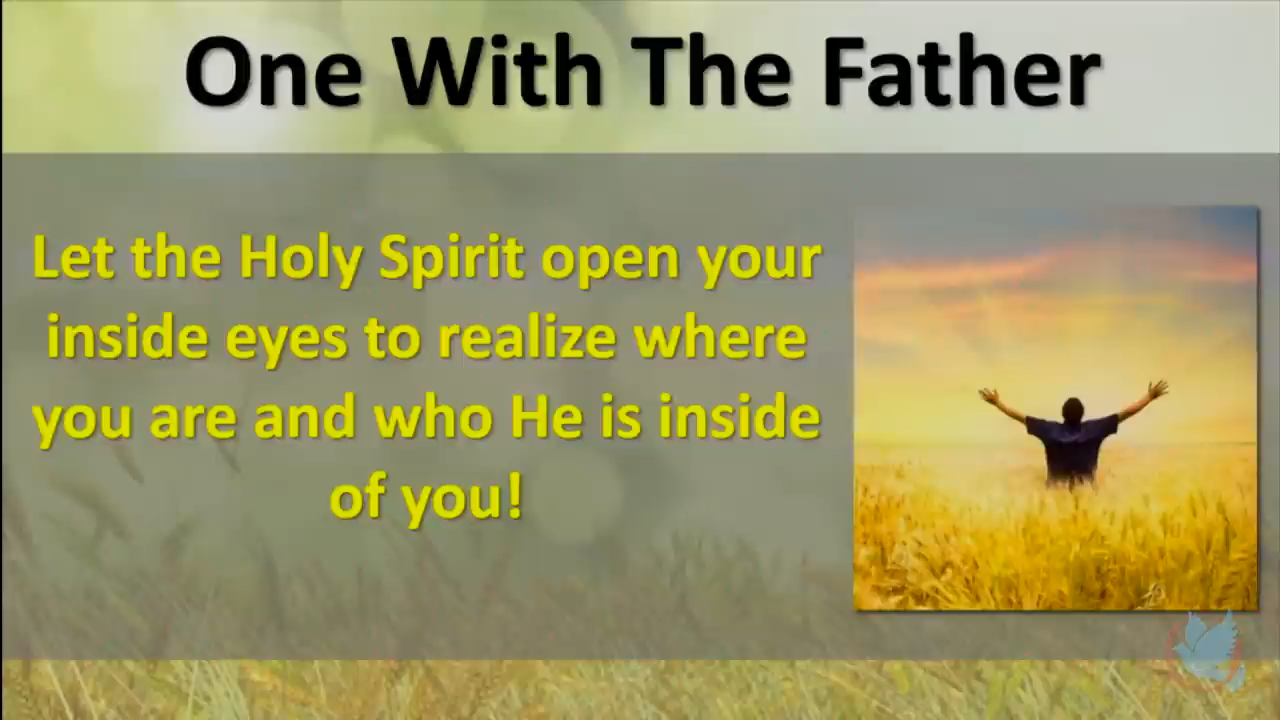 One With The Father
Let the Holy Spirit open your
inside eyes to realize where
you are and who He is inside
of you!